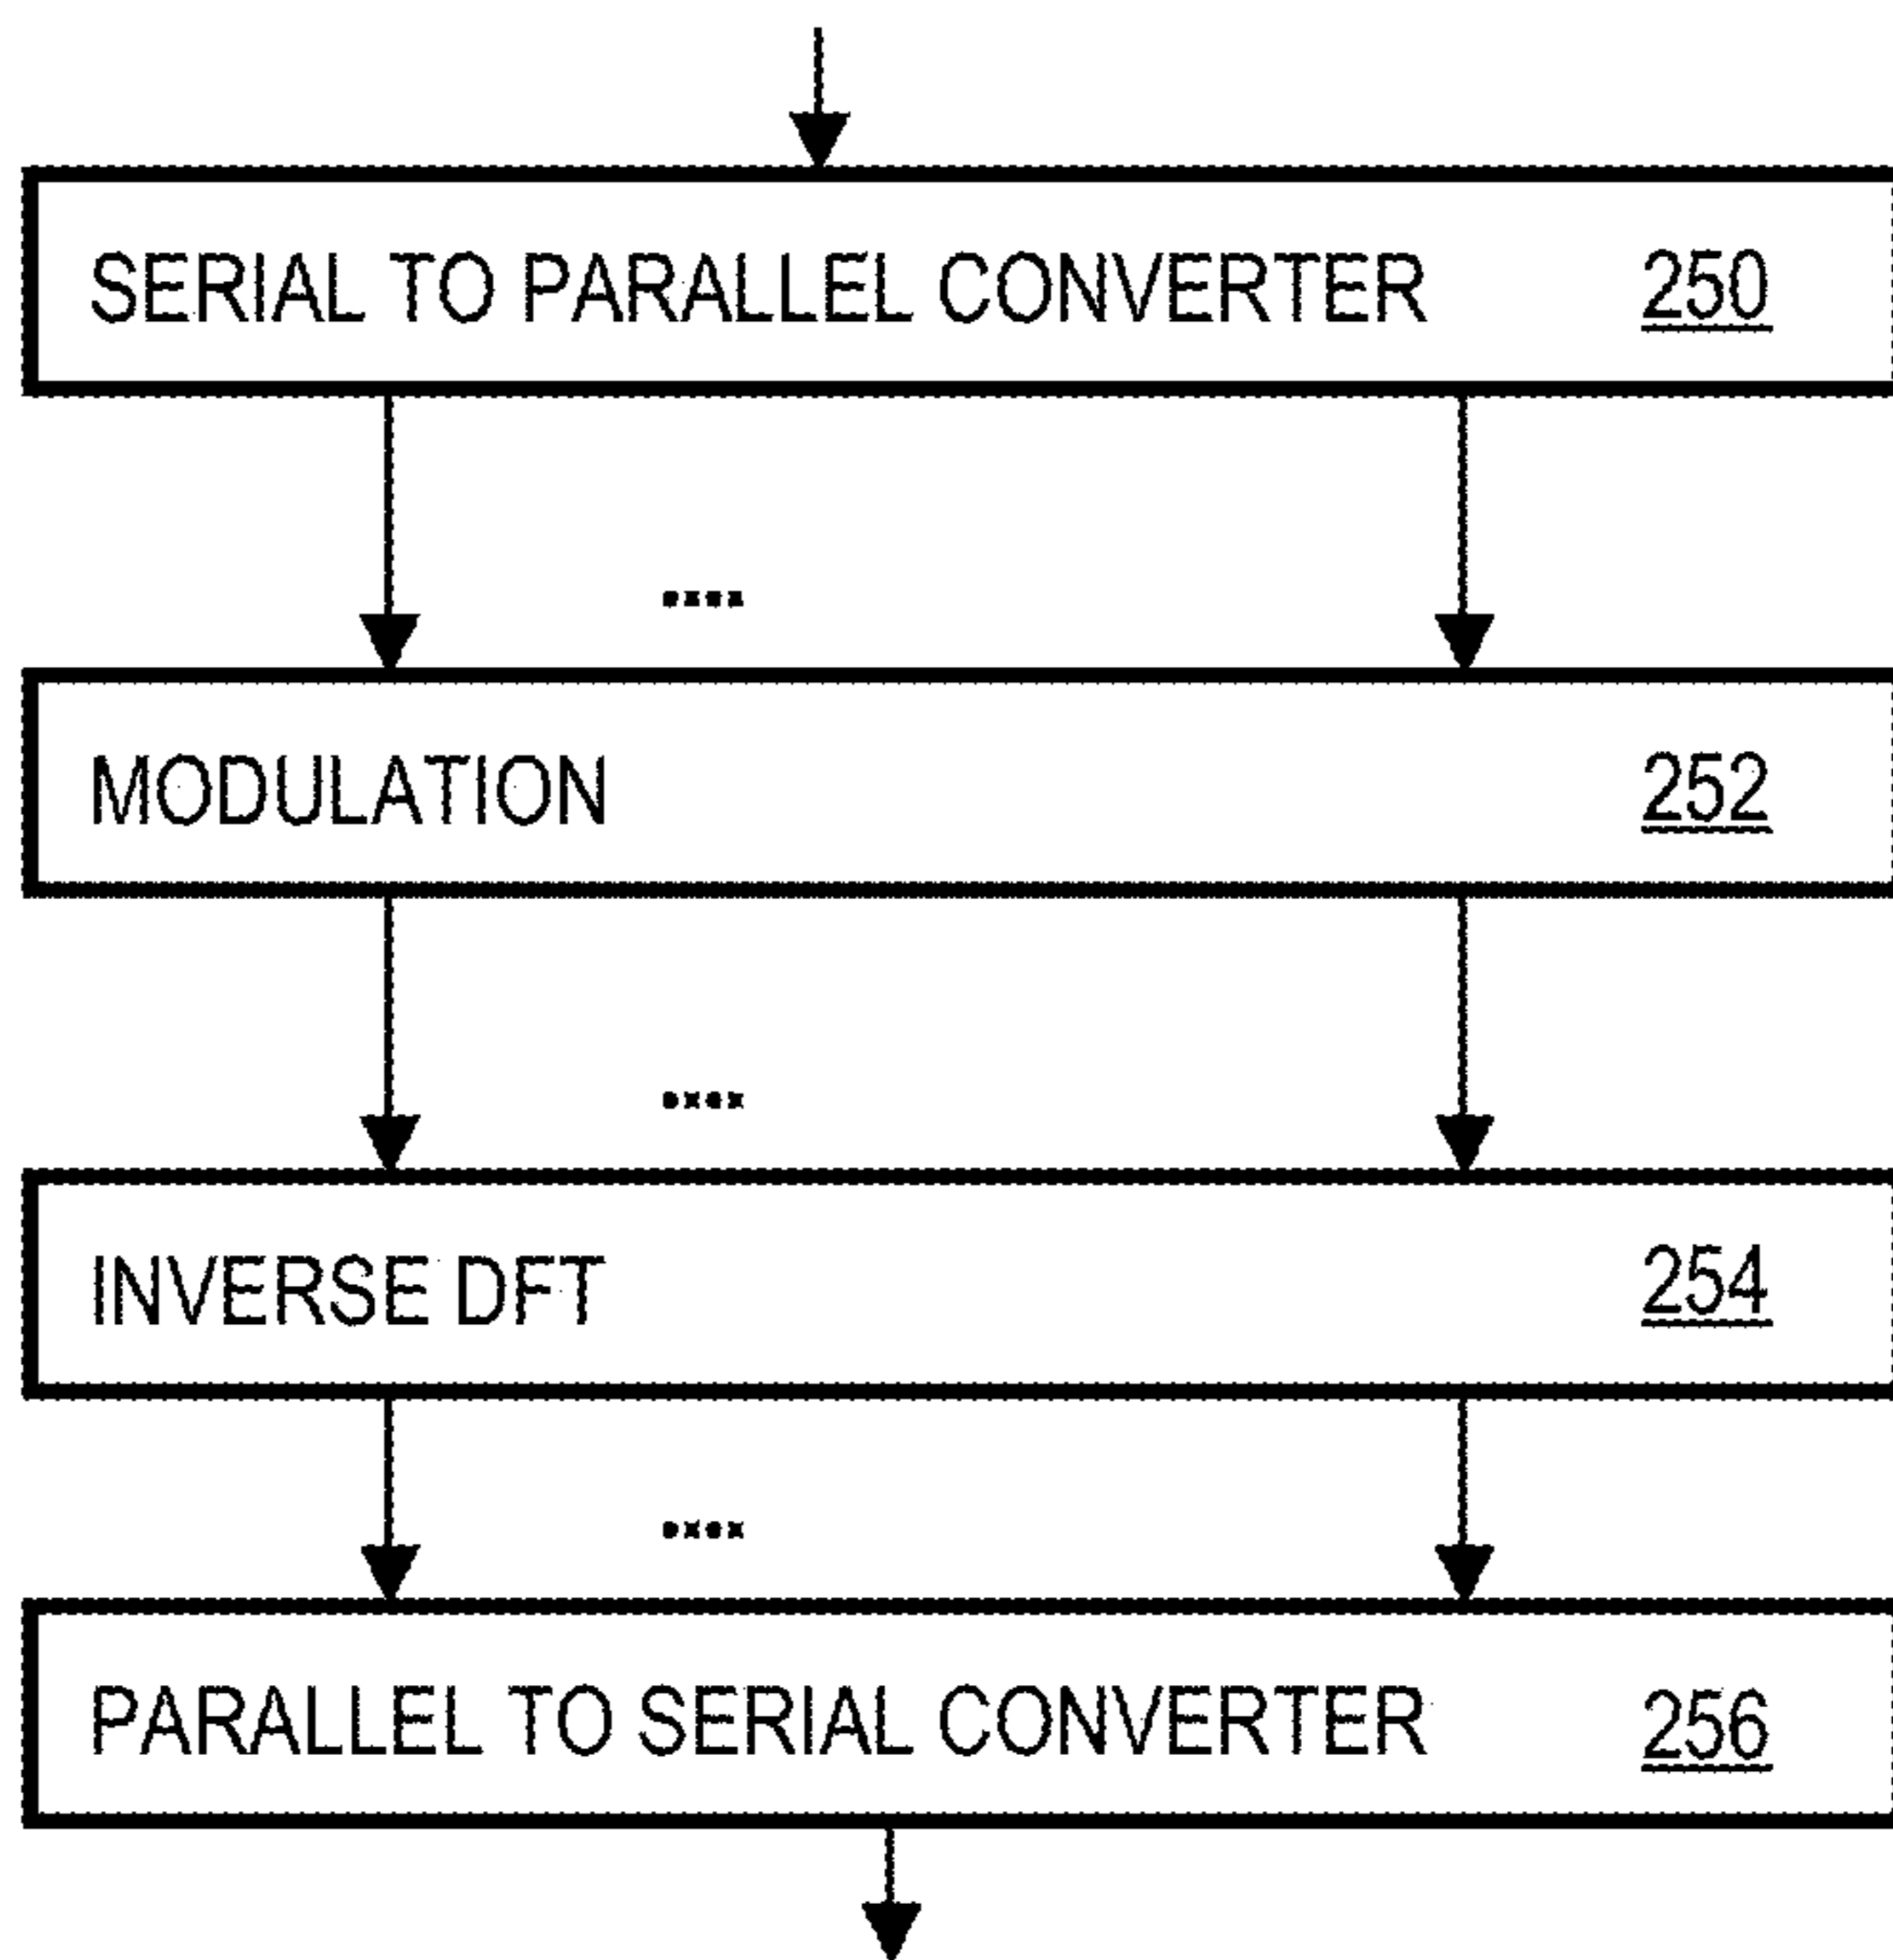 SERIAL TO PARALLEL CONVERTER 250
....
MODULATION 252
....
INVERSE DFT 254
....
PARALLEL TO SERIAL CONVERTER 256